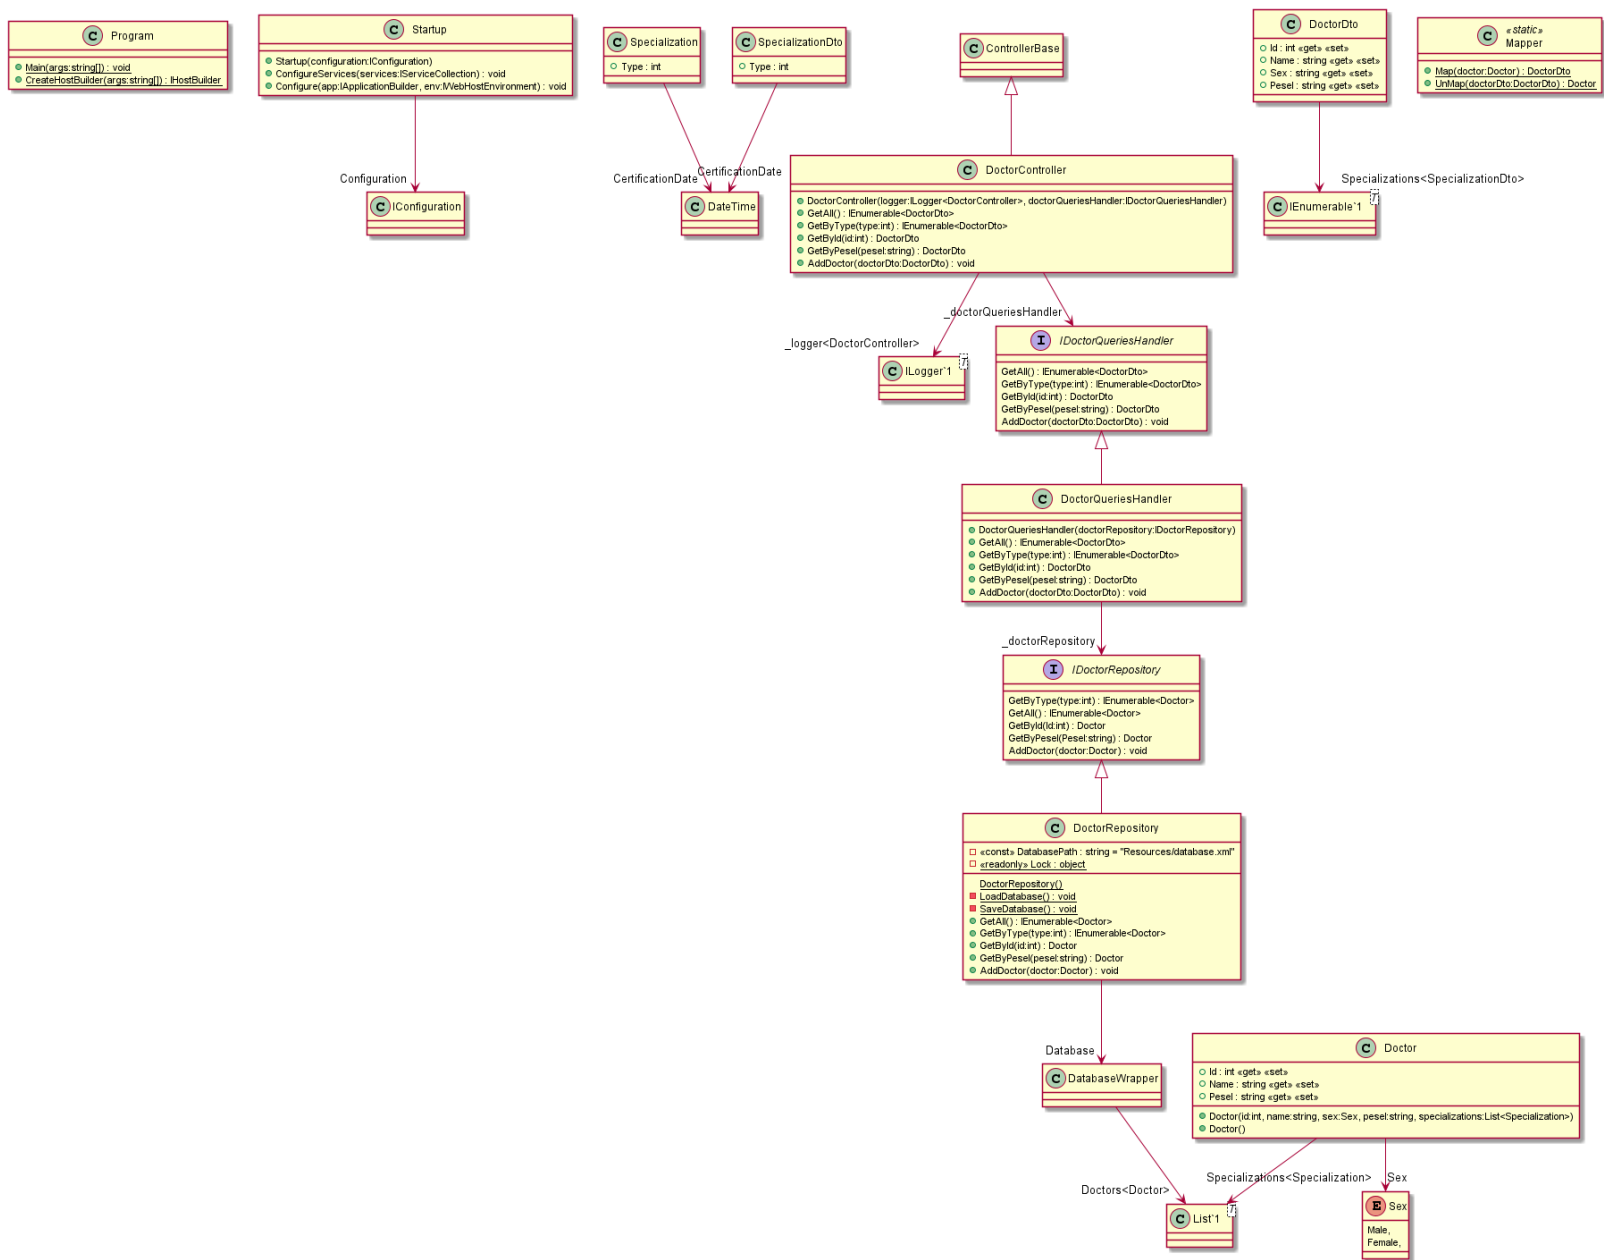 C Program
Main(args:string[]) : void
CreateHostBuilder(args:string[]) : IHostBuilder
C Startup
Startup(configuration:IConfiguration)
ConfigureServices(services:IServiceCollection) : void
Configure(app:IApplicationBuilder, env:IWebHostEnvironment) : void
C Specialization
Type : int
C SpecializationDto
Type : int
C ControllerBase
C DoctorDto
Id : int «get» «set»
Name : string «get» «set»
Sex : string «get» «set»
Pesel : string «get» «set»
C «static»
Mapper
Map(doctor:Doctor) : DoctorDto
UnMap(doctorDto:DoctorDto) : Doctor
Configuration
C IConfiguration
CertificationDate
CertificationDate
C DateTime
C DoctorController
DoctorController(logger:ILogger<DoctorController>, doctorQueriesHandler:IDoctorQueriesHandler)
GetAll() : IEnumerable<DoctorDto>
GetByType(type:int) : IEnumerable<DoctorDto>
GetById(id:int) : DoctorDto
GetByPesel(pesel:string) : DoctorDto
AddDoctor(doctorDto:DoctorDto) : void
Specializations<SpecializationDto>
C IEnumerable`1 T
_doctorQueriesHandler
_logger<DoctorController>
C ILogger`1 T
I IDoctorQueriesHandler
GetAll() : IEnumerable<DoctorDto>
GetByType(type:int) : IEnumerable<DoctorDto>
GetById(id:int) : DoctorDto
GetByPesel(pesel:string) : DoctorDto
AddDoctor(doctorDto:DoctorDto) : void
C DoctorQueriesHandler
DoctorQueriesHandler(doctorRepository:IDoctorRepository)
GetAll() : IEnumerable<DoctorDto>
GetByType(type:int) : IEnumerable<DoctorDto>
GetById(id:int) : DoctorDto
GetByPesel(pesel:string) : DoctorDto
AddDoctor(doctorDto:DoctorDto) : void
_doctorRepository
I IDoctorRepository
GetByType(type:int) : IEnumerable<Doctor>
GetAll() : IEnumerable<Doctor>
GetById(Id:int) : Doctor
GetByPesel(Pesel:string) : Doctor
AddDoctor(doctor:Doctor) : void
C DoctorRepository
«const» DatabasePath : string = "Resources/database.xml"
«readonly» Lock : object
DoctorRepository()
LoadDatabase() : void
SaveDatabase() : void
GetAll() : IEnumerable<Doctor>
GetByType(type:int) : IEnumerable<Doctor>
GetById(id:int) : Doctor
GetByPesel(pesel:string) : Doctor
AddDoctor(doctor:Doctor) : void
Database
C DatabaseWrapper
C Doctor
Id : int «get» «set»
Name : string «get» «set»
Pesel : string «get» «set»
Doctor(id:int, name:string, sex:Sex, pesel:string, specializations:List<Specialization>)
Doctor()
Doctors<Doctor>
Specializations<Specialization>
Sex
C List`1 T
E Sex
Male,
Female,